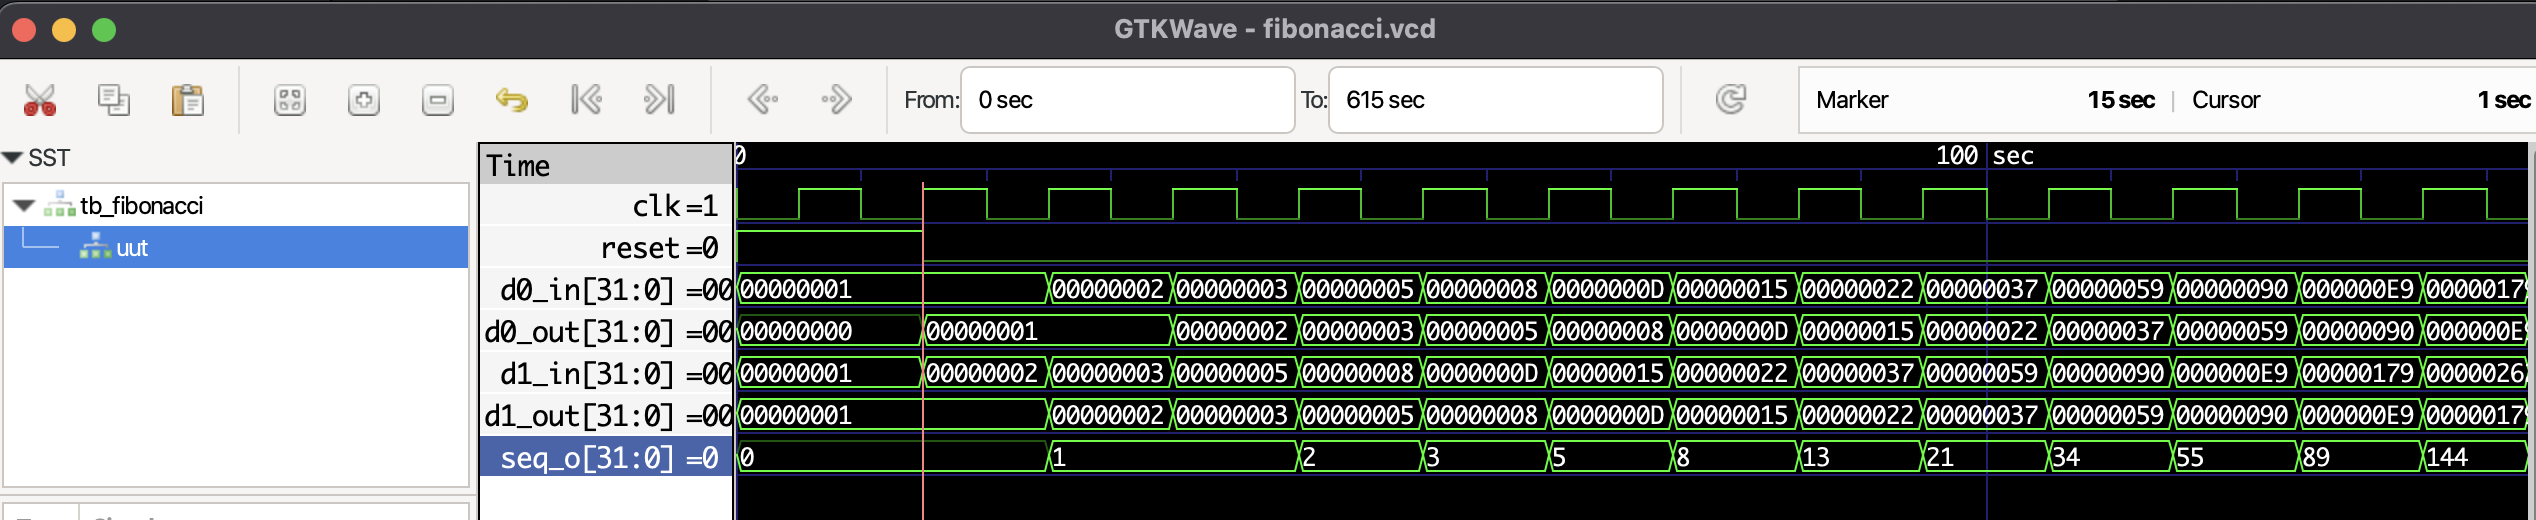 GTKWave - fibonacci.vcd
From: 0 sec To: 615 sec Marker 15 sec | Cursor 1 sec
SST
tb_fibonacci
uut
Time
0 100 sec
clk =1
reset =0
d0_in[31:0] =00 00000001 00000002 00000003 00000005 00000008 0000000D 00000015 00000022 00000037 00000059 00000090 000000E9 0000017
d0_out[31:0] =00 00000000 00000001 00000002 00000003 00000005 00000008 0000000D 00000015 00000022 00000037 00000059 00000090 000000E
d1_in[31:0] =00 00000001 00000002 00000003 00000005 00000008 0000000D 00000015 00000022 00000037 00000059 00000090 000000E9 00000179 0000026
d1_out[31:0] =00 00000001 00000002 00000003 00000005 00000008 0000000D 00000015 00000022 00000037 00000059 00000090 000000E9 0000017
seq_o[31:0] =0 0 1 2 3 5 8 13 21 34 55 89 144